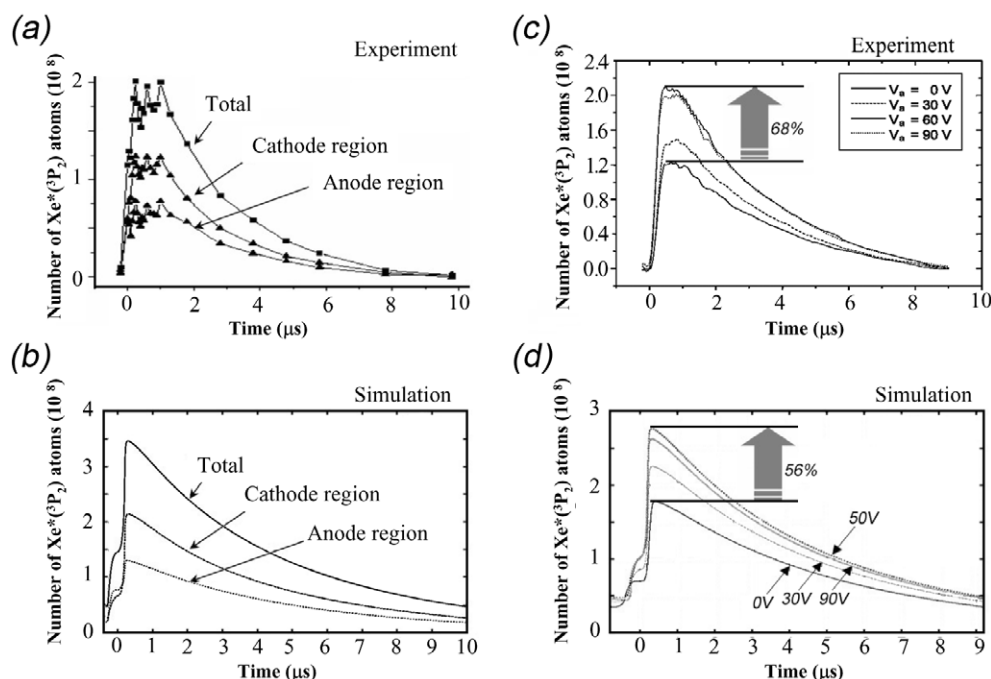 (a)
Experiment
Number of Xe*(³P₂) atoms (10⁸)
2
1
0
Total
Cathode region
Anode region
0 2 4 6 8 10
Time (μs)
(c)
Experiment
Number of Xe*(³P₂) atoms (10⁸)
2.4
2.0
1.6
1.2
0.8
0.4
0.0
Vₐ = 0 V
Vₐ = 30 V
Vₐ = 60 V
Vₐ = 90 V
68%
0 2 4 6 8 10
Time (μs)
(b)
Simulation
Number of Xe*(³P₂) atoms (10⁸)
4
3
2
1
0
Total
Cathode region
Anode region
0 1 2 3 4 5 6 7 8 9 10
Time (μs)
(d)
Simulation
Number of Xe*(³P₂) atoms (10⁸)
3
2
1
0
56%
50V
0V 30V 90V
0 1 2 3 4 5 6 7 8 9
Time (μs)